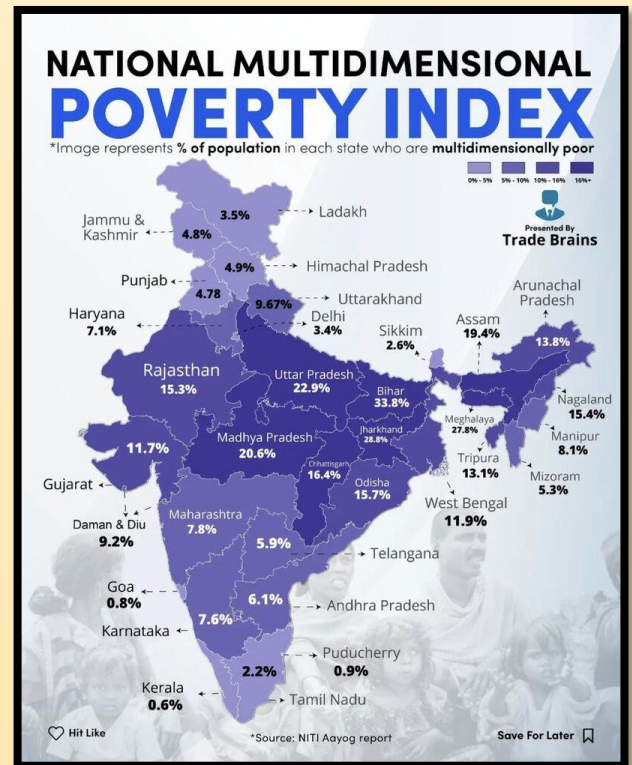 NATIONAL MULTIDIMENSIONAL
POVERTY INDEX
*Image represents % of population in each state who are multidimensionally poor
0% - 5% 5% - 10% 10% - 16% 16%+
Presented By
Trade Brains
3.5%
Ladakh
Jammu &
Kashmir
4.8%
4.9%
Himachal Pradesh
Punjab
4.78
9.67%
Uttarakhand
Haryana
7.1%
Delhi
3.4%
Sikkim
2.6%
Assam
19.4%
Arunachal
Pradesh
13.8%
Rajasthan
15.3%
Uttar Pradesh
22.9%
Bihar
33.8%
Nagaland
15.4%
Meghalaya
27.8%
Manipur
8.1%
11.7%
Gujarat
Madhya Pradesh
20.6%
Jharkhand
28.8%
Tripura
13.1%
Mizoram
5.3%
Chhattisgarh
16.4%
Odisha
15.7%
West Bengal
11.9%
Daman & Diu
9.2%
Maharashtra
7.8%
5.9%
Telangana
Goa
0.8%
6.1%
Andhra Pradesh
7.6%
Karnataka
Puducherry
0.9%
2.2%
Kerala
0.6%
Tamil Nadu
Hit Like
*Source: NITI Aayog report
Save For Later